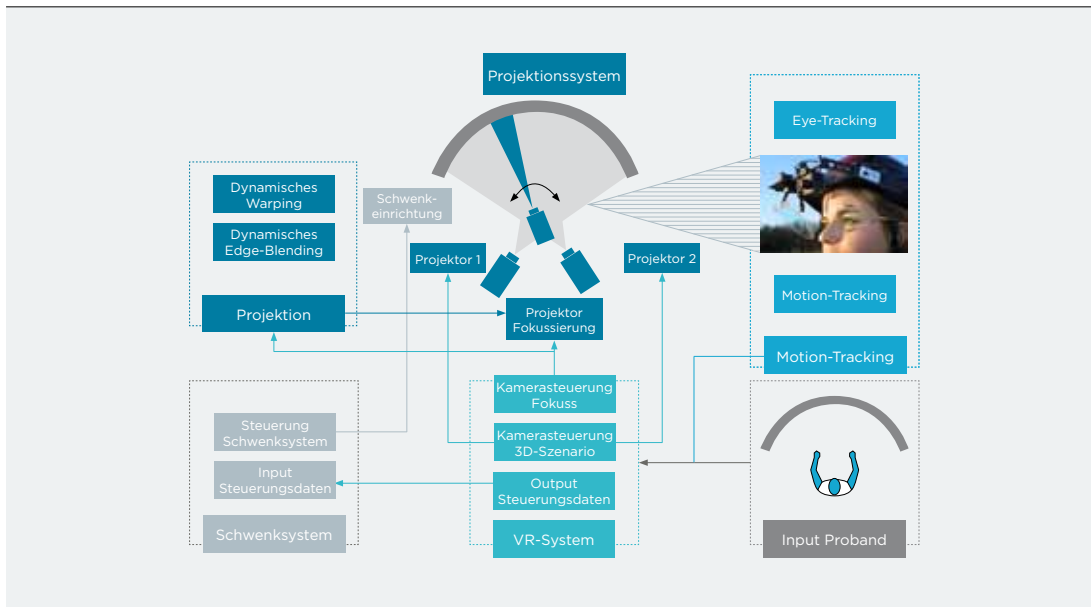 Projektionssystem
Eye-Tracking
Dynamisches
Warping
Schwenk-
einrichtung
Dynamisches
Edge-Blending
Projektor 1
Projektor 2
Motion-Tracking
Projektion
Projektor
Fokussierung
Motion-Tracking
Kamerasteuerung
Fokuss
Steuerung
Schwenksystem
Kamerasteuerung
3D-Szenario
Input
Steuerungsdaten
Output
Steuerungsdaten
Schwenksystem
VR-System
Input Proband